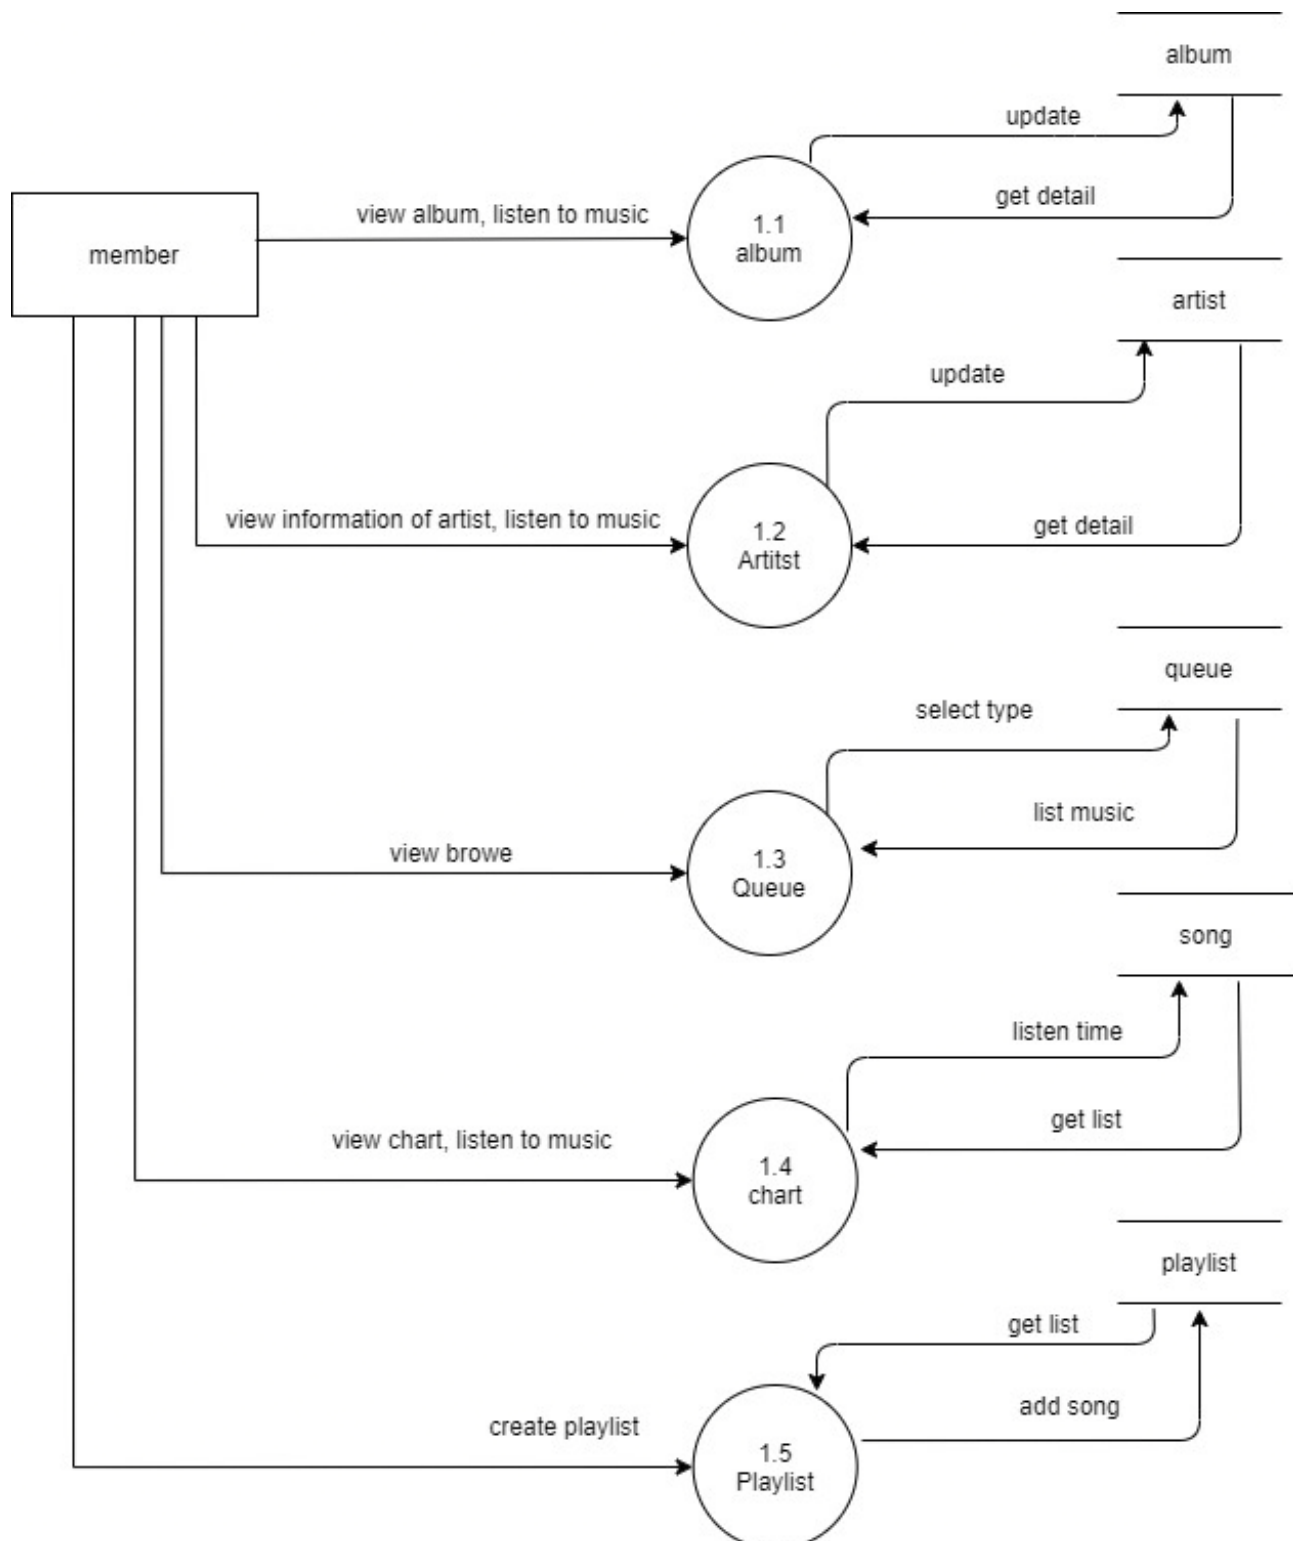 album
update
get detail
view album, listen to music
1.1
album
member
artist
update
view information of artist, listen to music
1.2
Artitst
get detail
queue
select type
list music
view browe
1.3
Queue
song
listen time
get list
view chart, listen to music
1.4
chart
playlist
get list
add song
create playlist
1.5
Playlist